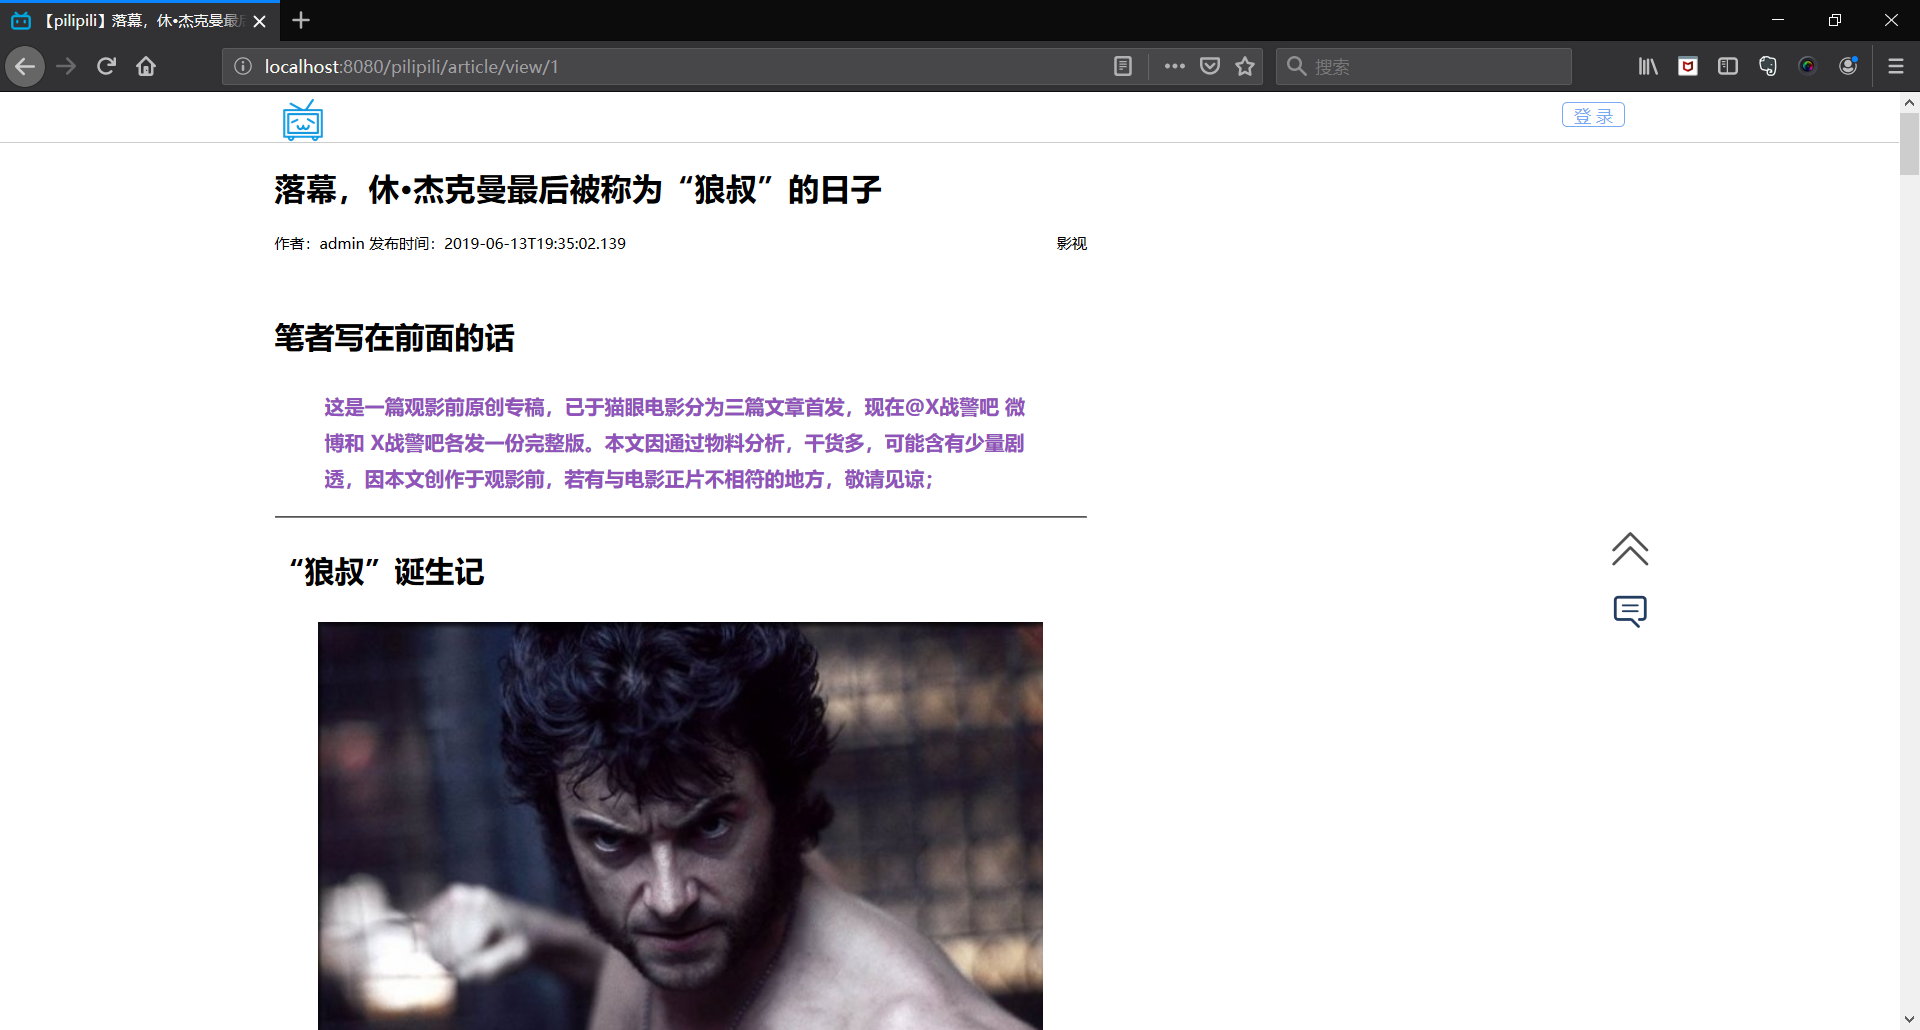 【pilipili】落幕，休•杰克曼最后
localhost:8080/pilipili/article/view/1
搜索
登 录
落幕，休•杰克曼最后被称为“狼叔”的日子
作者：admin 发布时间：2019-06-13T19:35:02.139
影视
笔者写在前面的话
这是一篇观影前原创专稿，已于猫眼电影分为三篇文章首发，现在@X战警吧 微
博和 X战警吧各发一份完整版。本文因通过物料分析，干货多，可能含有少量剧
透，因本文创作于观影前，若有与电影正片不相符的地方，敬请见谅；
“狼叔”诞生记